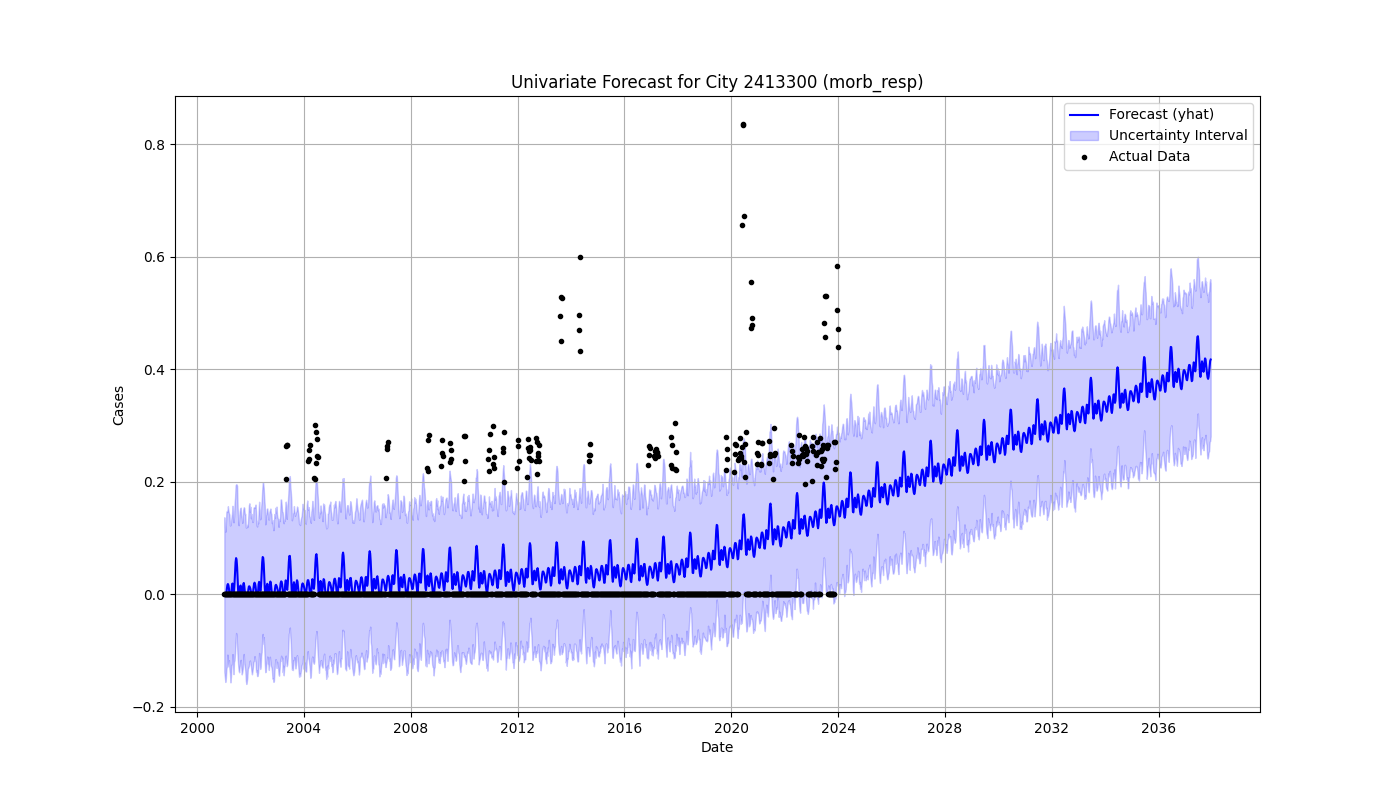 Univariate Forecast for City 2413300 (morb_resp)
Forecast (yhat)
Uncertainty Interval
Actual Data
Cases
0.8
0.6
0.4
0.2
0.0
−0.2
2000 2004 2008 2012 2016 2020 2024 2028 2032 2036
Date